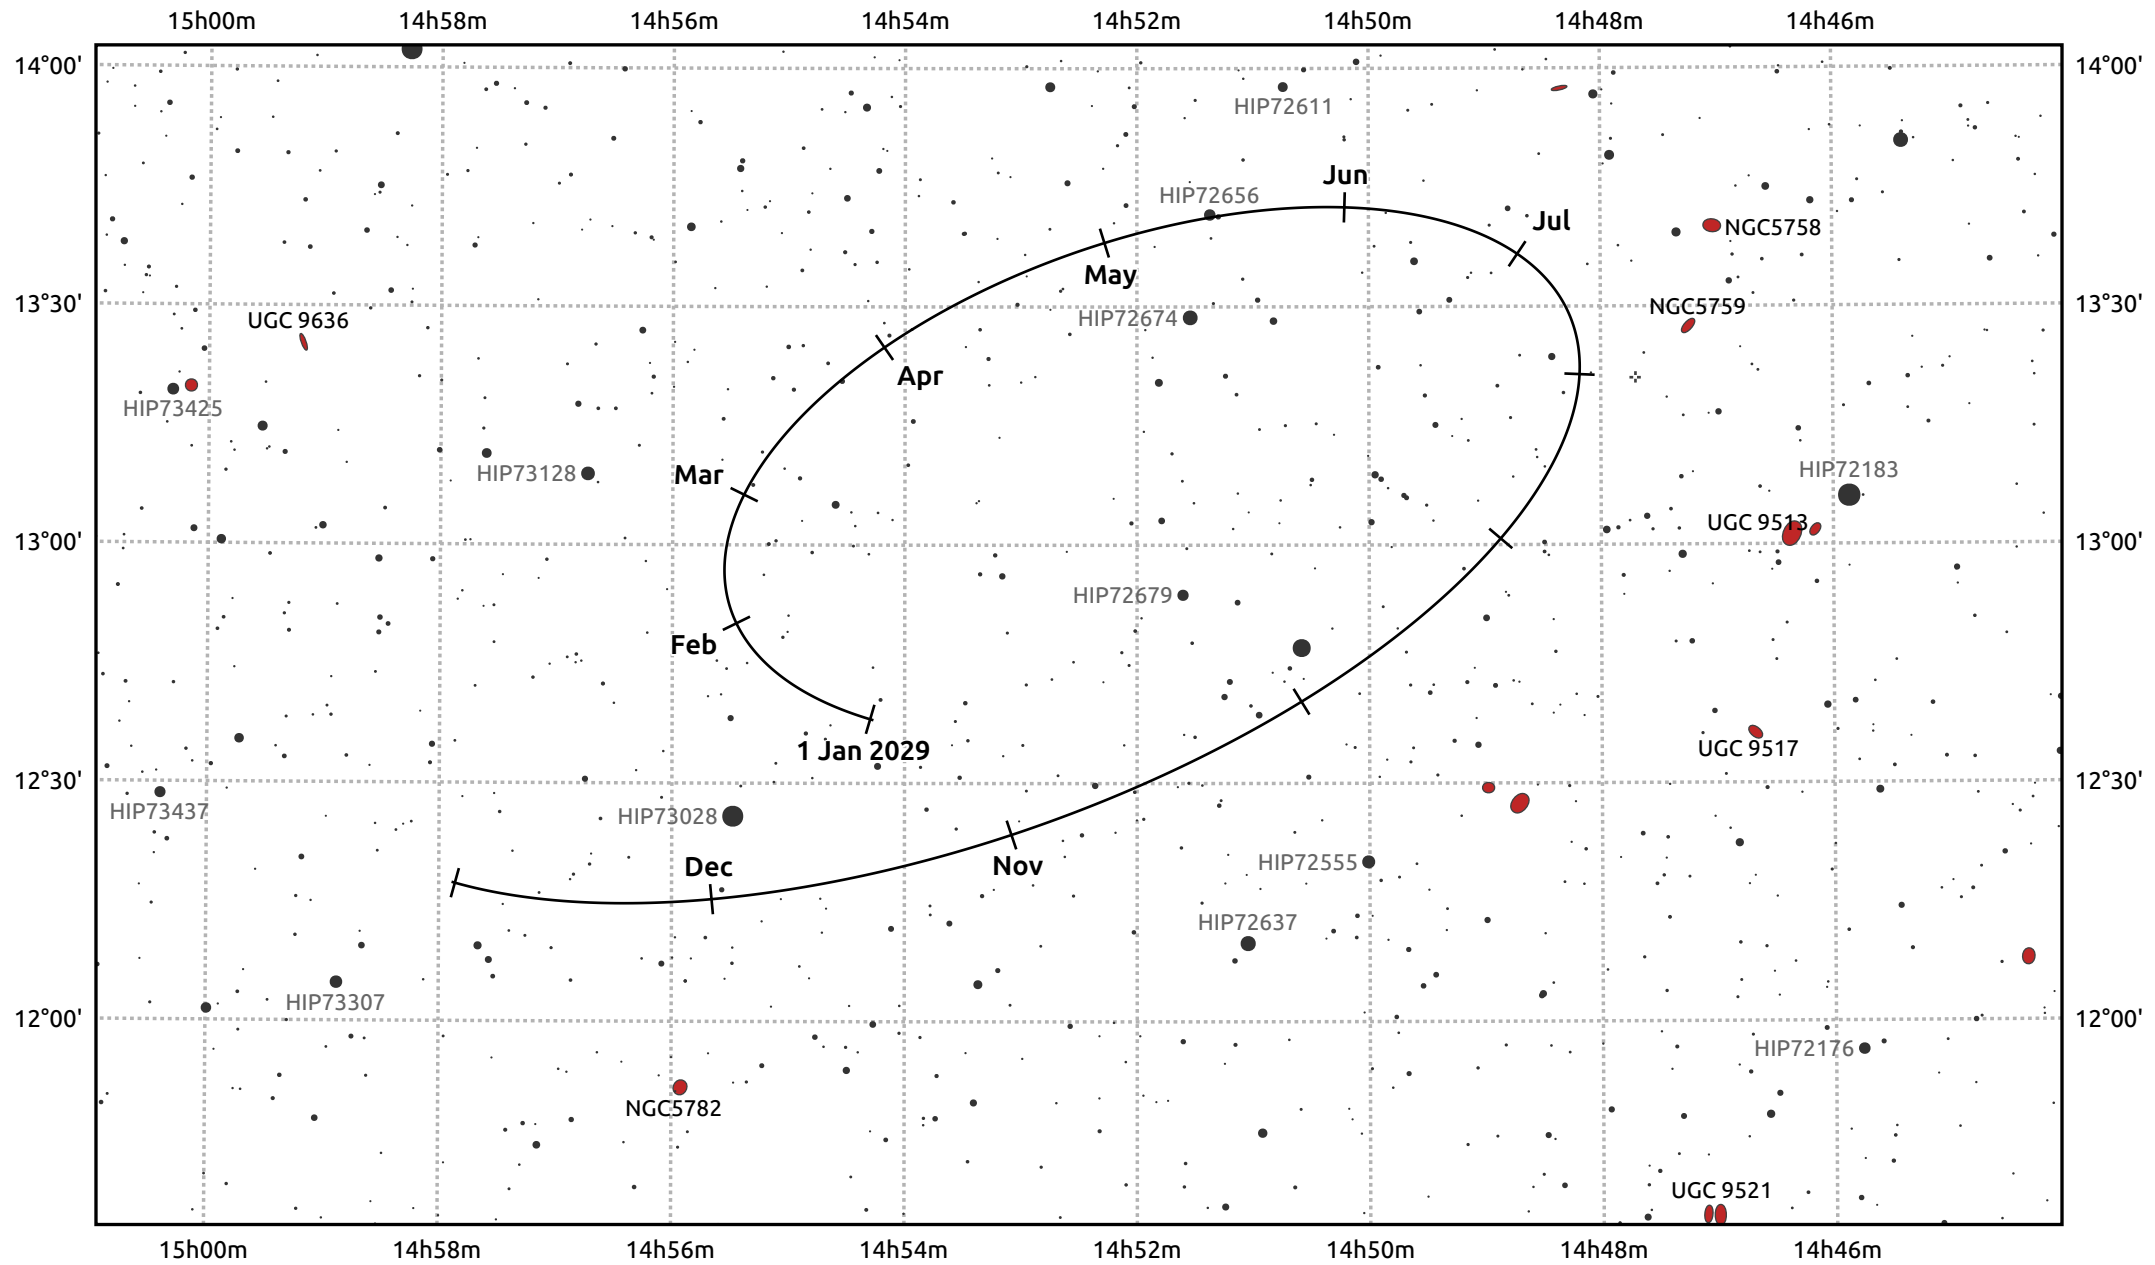 15h00m 14h58m 14h56m 14h54m 14h52m 14h50m 14h48m 14h46m
14°00' 14°00'
HIP72611
Jun
HIP72656
Jul
NGC5758
May
13°30' 13°30'
NGC5759
UGC 9636
HIP72674
Apr
HIP73425
HIP73128
Mar
HIP72183
UGC 9513
13°00' 13°00'
HIP72679
Feb
1 Jan 2029
UGC 9517
12°30' 12°30'
HIP73437
HIP73028
Dec
Nov
HIP72555
HIP72637
HIP73307
12°00' 12°00'
HIP72176
NGC5782
UGC 9521
15h00m 14h58m 14h56m 14h54m 14h52m 14h50m 14h48m 14h46m